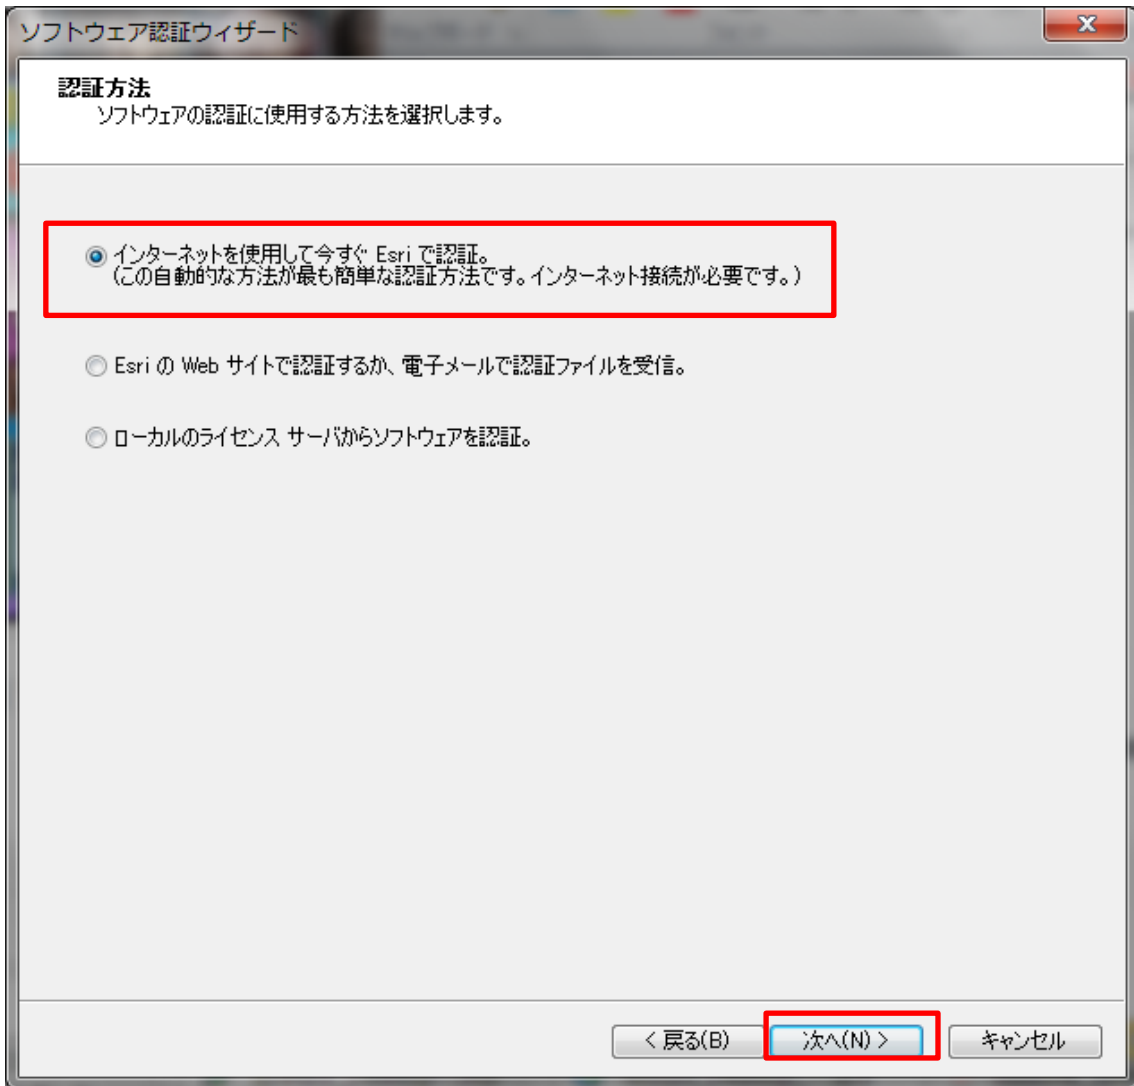 ソフトウェア認証ウィザード
認証方法
ソフトウェアの認証に使用する方法を選択します。
インターネットを使用して今すぐ Esri で認証。
(この自動的な方法が最も簡単な認証方法です。インターネット接続が必要です。)
Esri の Web サイトで認証するか、電子メールで認証ファイルを受信。
ローカルのライセンス サーバからソフトウェアを認証。
< 戻る(B) 次へ(N) > キャンセル